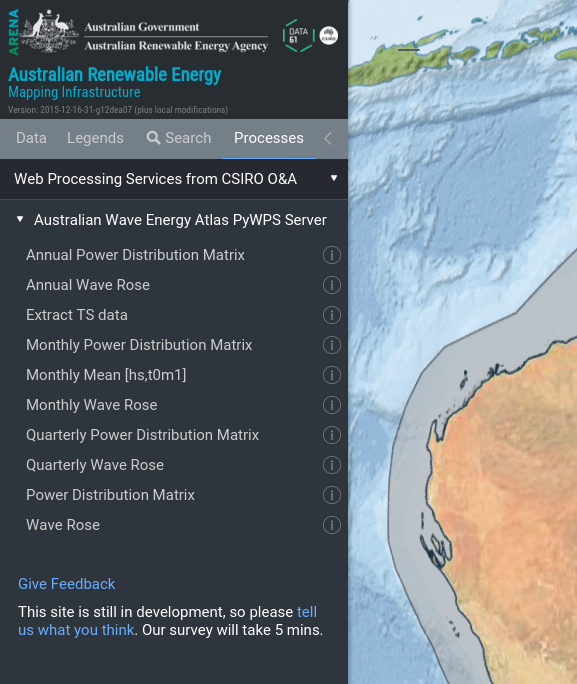 ARENA
Australian Government
Australian Renewable Energy Agency
DATA
61
CSIRO
Australian Renewable Energy
Mapping Infrastructure
Version: 2015-12-16-31-g12dea07 (plus local modifications)
Data Legends Search Processes
Web Processing Services from CSIRO O&A
Australian Wave Energy Atlas PyWPS Server
Annual Power Distribution Matrix
Annual Wave Rose
Extract TS data
Monthly Power Distribution Matrix
Monthly Mean [hs,t0m1]
Monthly Wave Rose
Quarterly Power Distribution Matrix
Quarterly Wave Rose
Power Distribution Matrix
Wave Rose
Give Feedback
This site is still in development, so please tell
us what you think. Our survey will take 5 mins.